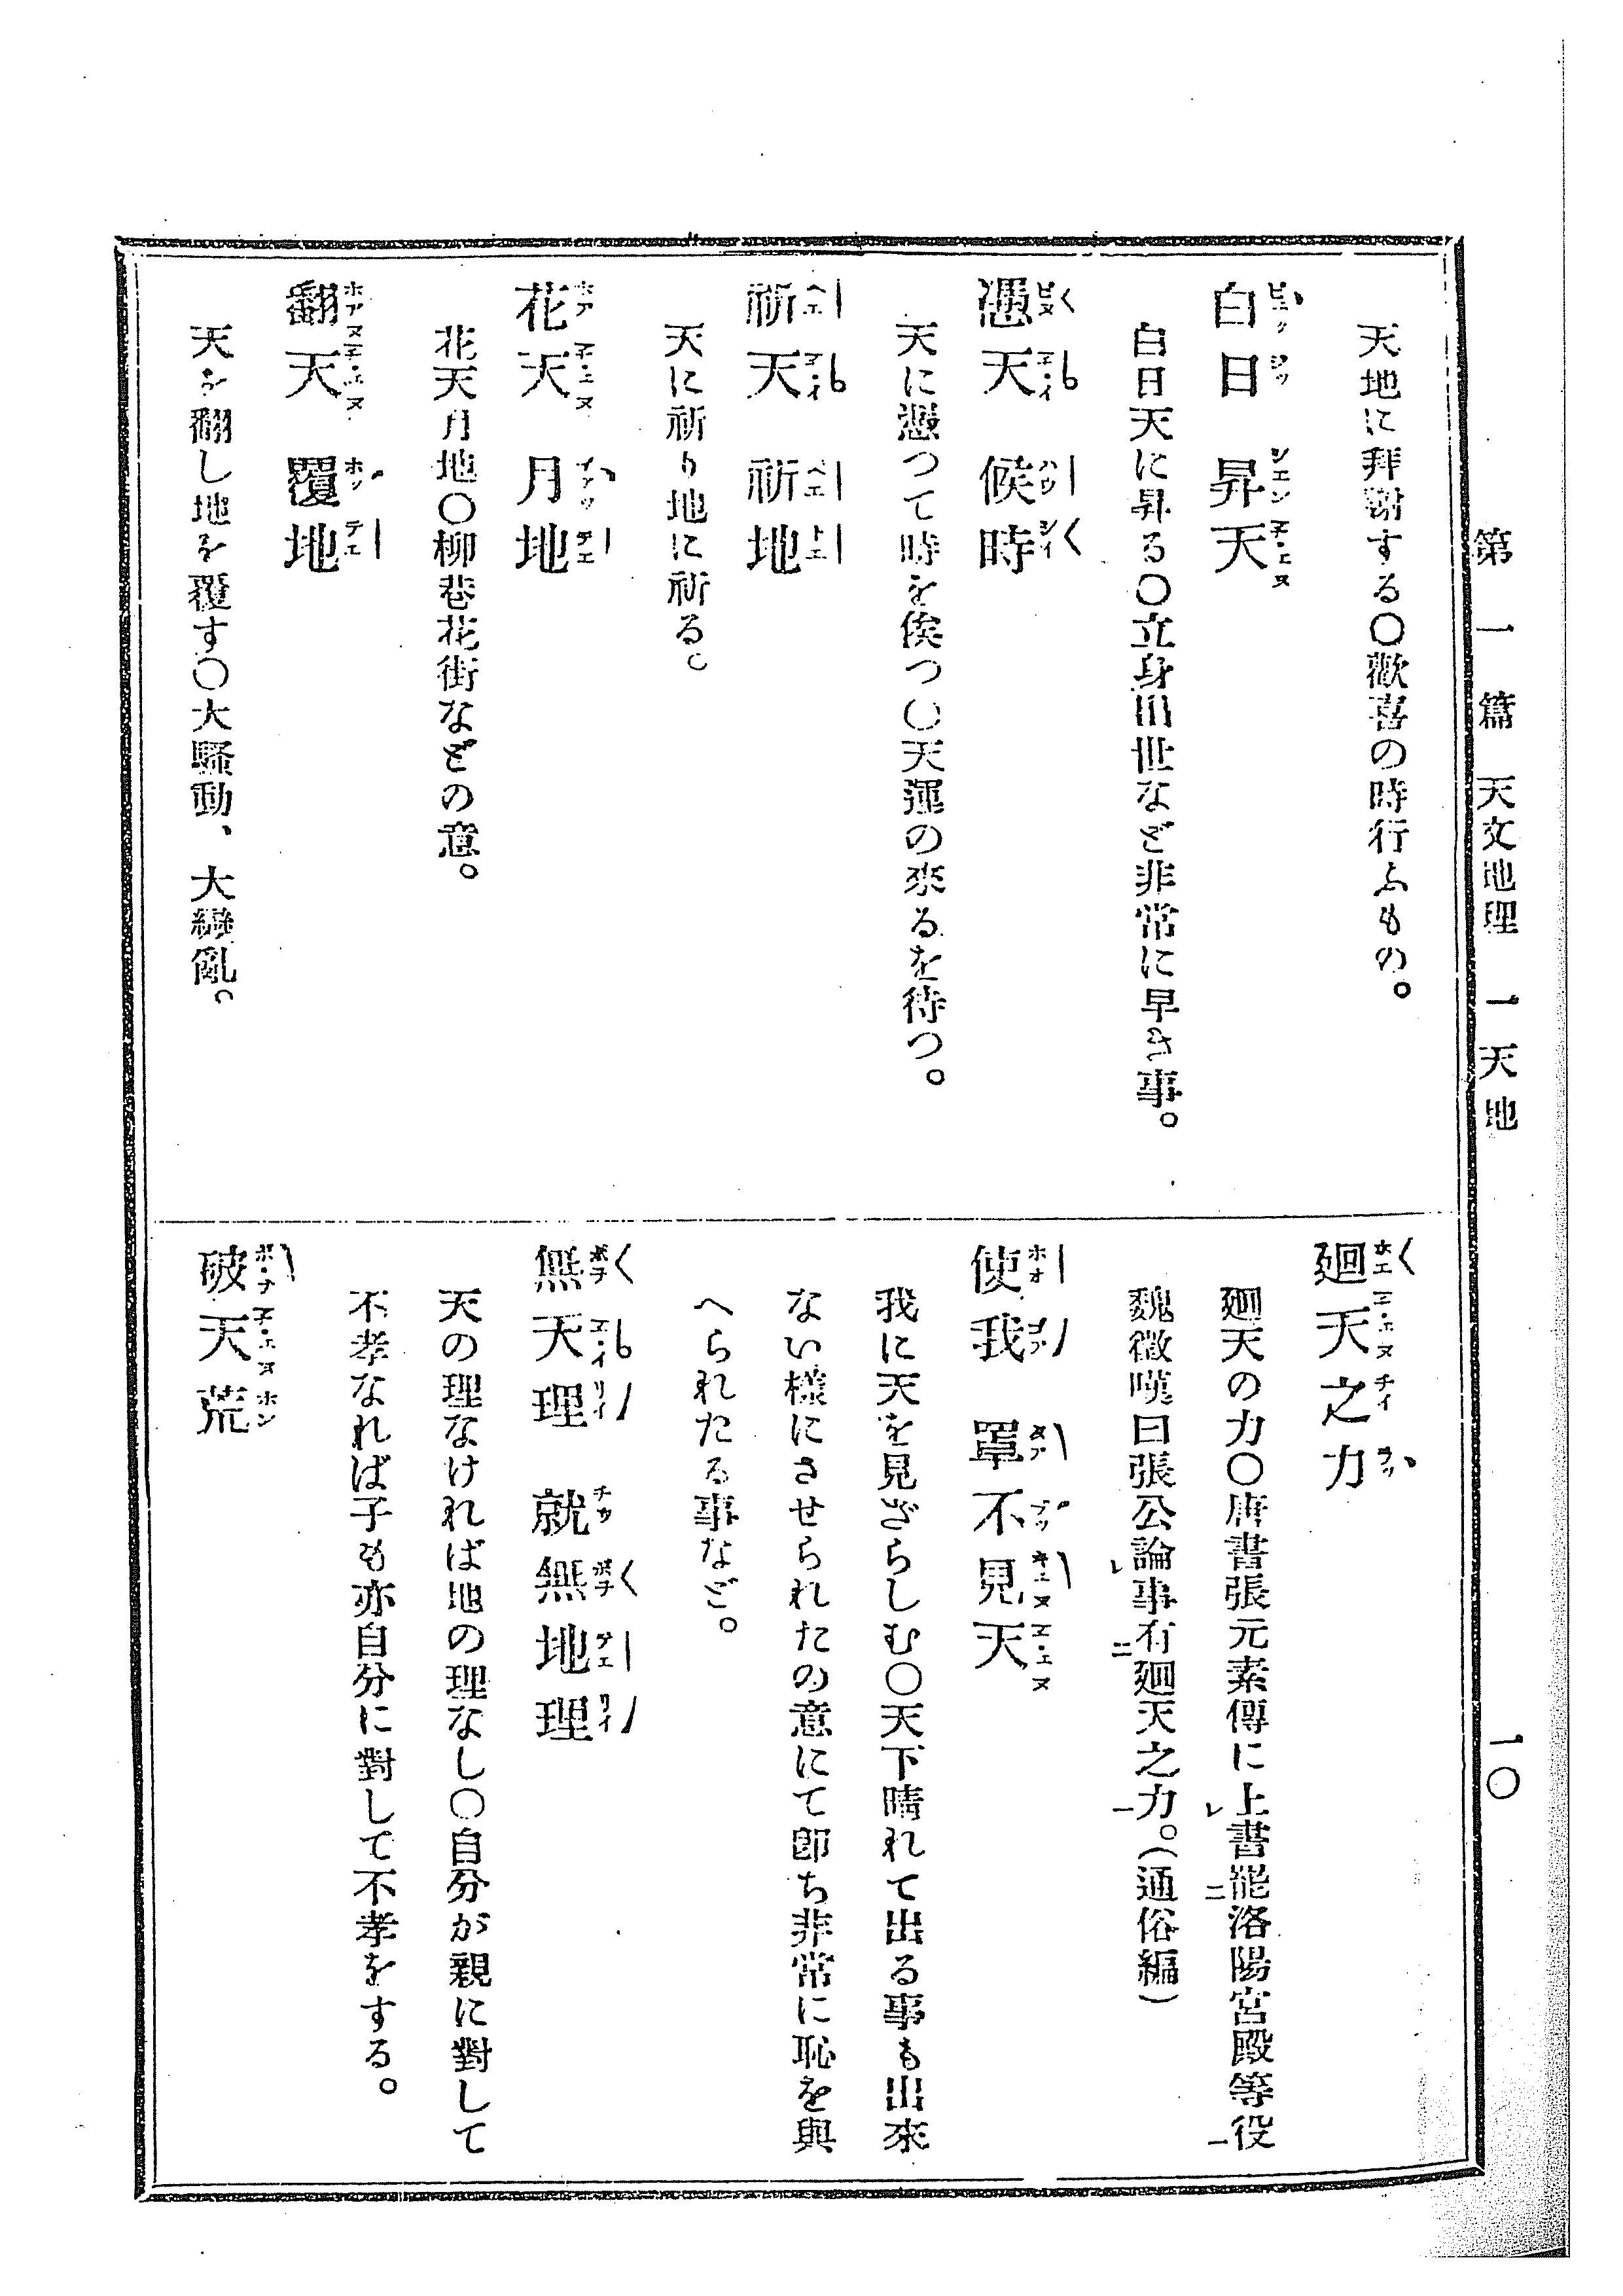 第一篇 天文地理 一 天地
一〇
天地に拜謝する〇歡喜の時行ふもの。
白日昇天
白日天に昇る〇立身出世など非常に早き事。
憑天候時
天に憑つて時を俟つ〇天運の來るを待つ。
祈天祈地
天に祈り地に祈る。
花天月地
花天月地〇柳巷花街などの意。
翻天覆地
天を翻し地を覆す〇大騷動、大變亂。
廻天之力
廻天の力〇唐書張元素傳に上書罷洛陽宮殿等役
魏徵嘆曰張公論事有廻天之力。（通俗編）
使我罩不見天
我に天を見ざらしむ〇天下晴れて出る事も出來
ない樣にさせられたの意にて卽ち非常に恥を與
へられたる事など。
無天理 就無地理
天の理なければ地の理なし〇自分が親に對して
不孝なれば子も亦自分に對して不孝をする。
破天荒